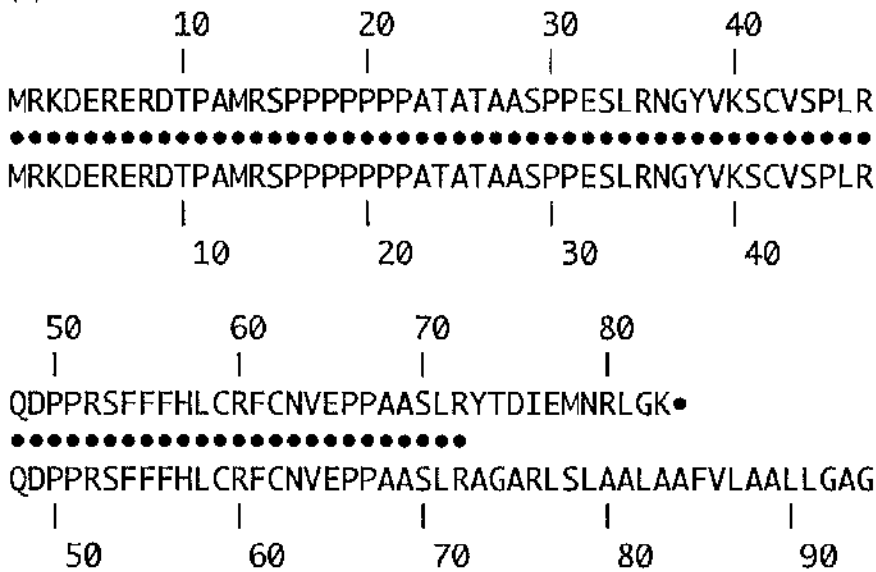 10 20 30 40
MRKDERERDTPAMRSPPPPPPPATATAASPPESLRNGYVKSCVSPLR
●●●●●●●●●●●●●●●●●●●●●●●●●●●●●●●●●●●●●●●●●●●●●●●
MRKDERERDTPAMRSPPPPPPPATATAASPPESLRNGYVKSCVSPLR
10 20 30 40
50 60 70 80
QDPPRSFFFHLCRFCNVEPPAASLRYTDIEMNRLGK●
●●●●●●●●●●●●●●●●●●●●●●●●●
QDPPRSFFFHLCRFCNVEPPAASLRAGARLSLAALAAFVLAALLGAG
50 60 70 80 90